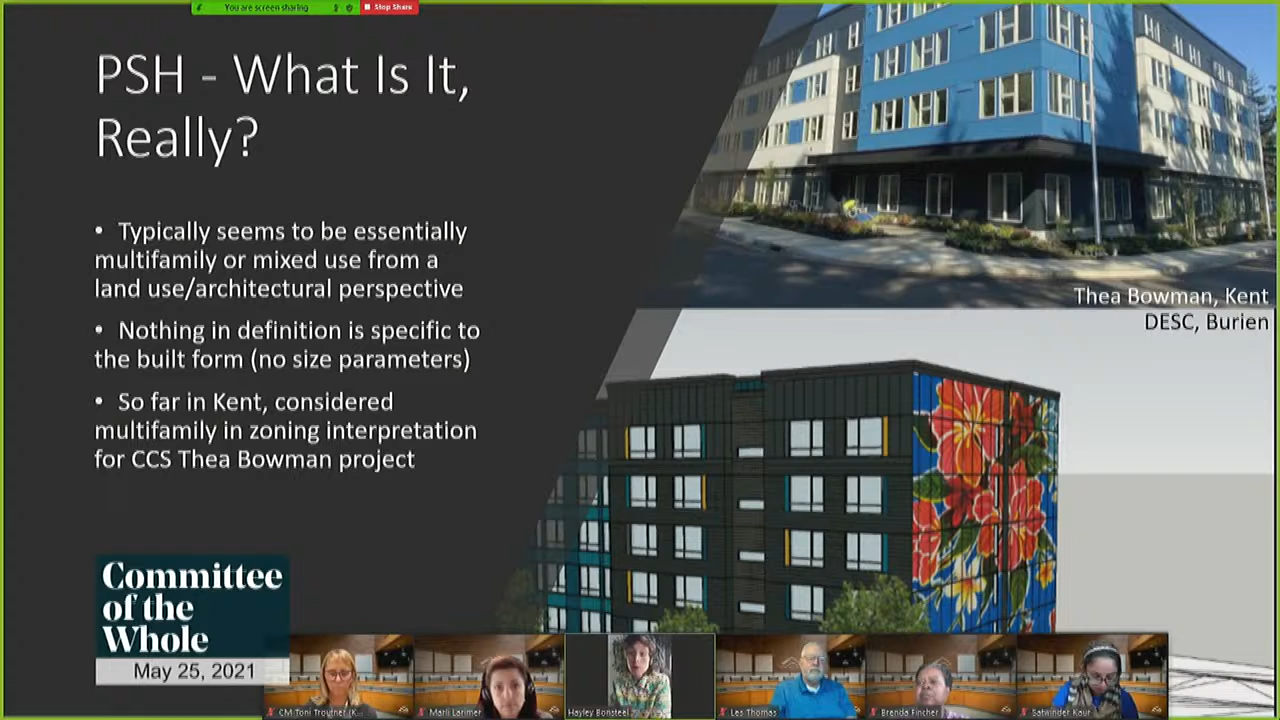 You are screen sharing
Stop Share
PSH - What Is It,
Really?
• Typically seems to be essentially
multifamily or mixed use from a
land use/architectural perspective
• Nothing in definition is specific to
the built form (no size parameters)
• So far in Kent, considered
multifamily in zoning interpretation
for CCS Thea Bowman project
Thea Bowman, Kent
DESC, Burien
Committee
of the
Whole
May 25, 2021
CM Toni Troutner (K...
Marli Larimer
Hayley Bonsteel
Les Thomas
Brenda Fincher
Satwinder Kaur